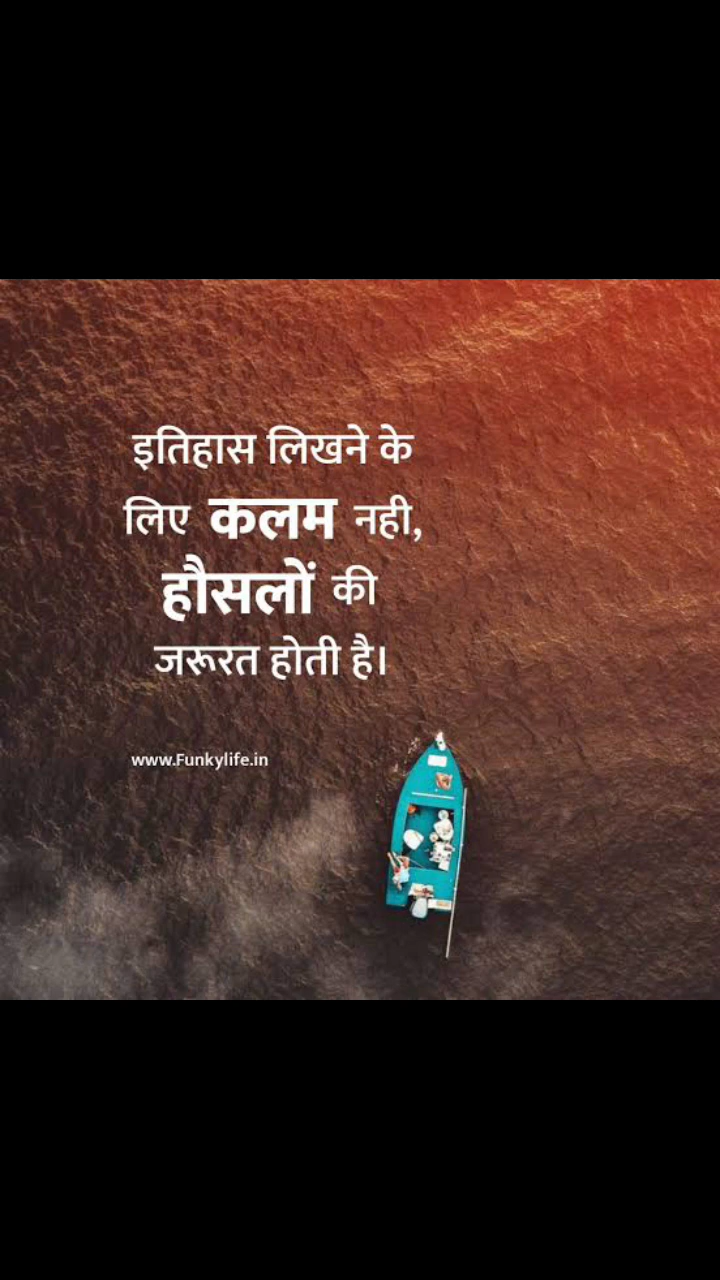 इतिहास लिखने के
लिए कलम नही,
हौसलों की
जरूरत होती है।
www.Funkylife.in